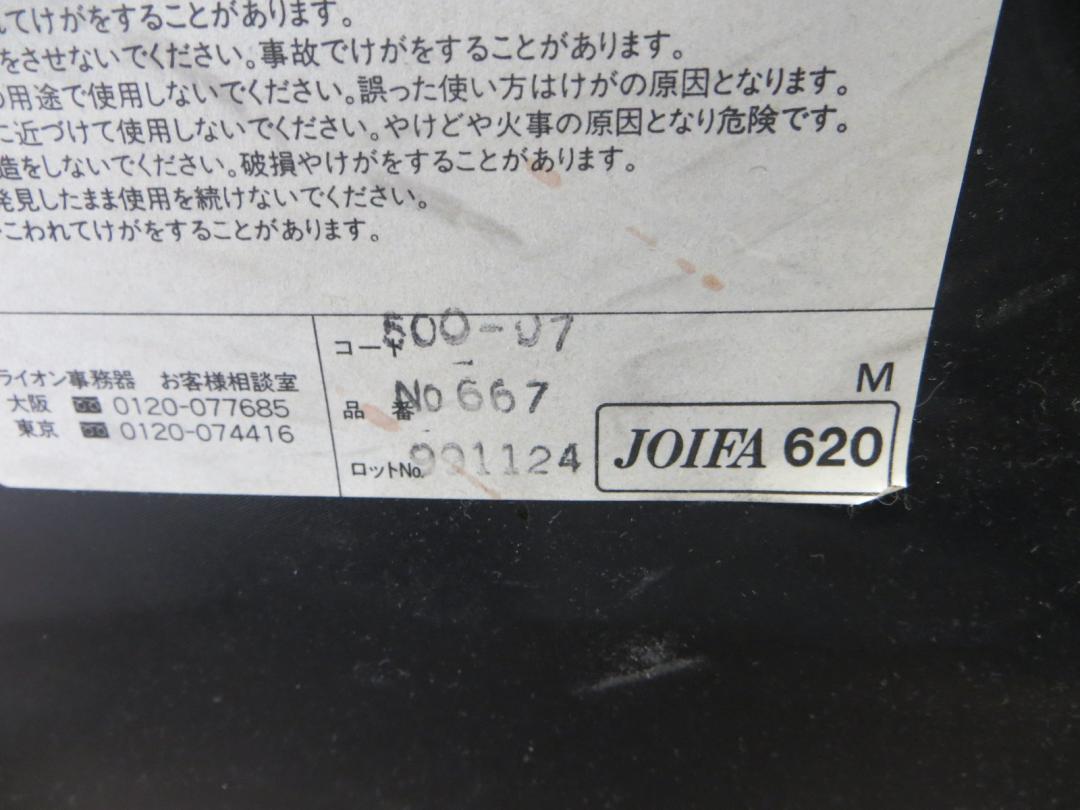 れてけがをすることがあります。
をさせないでください。事故でけがをすることがあります。
用途で使用しないでください。誤った使い方はけがの原因となります。
に近づけて使用しないでください。やけどや火事の原因となり危険です。
造をしないでください。破損やけがをすることがあります。
発見したまま使用を続けないでください。
こわれてけがをすることがあります。
ライオン事務器 お客様相談室
大阪 0120-077685
東京 0120-074416
コード 500-07
品番 No 667
ロットNo. 991124
M
JOIFA 620